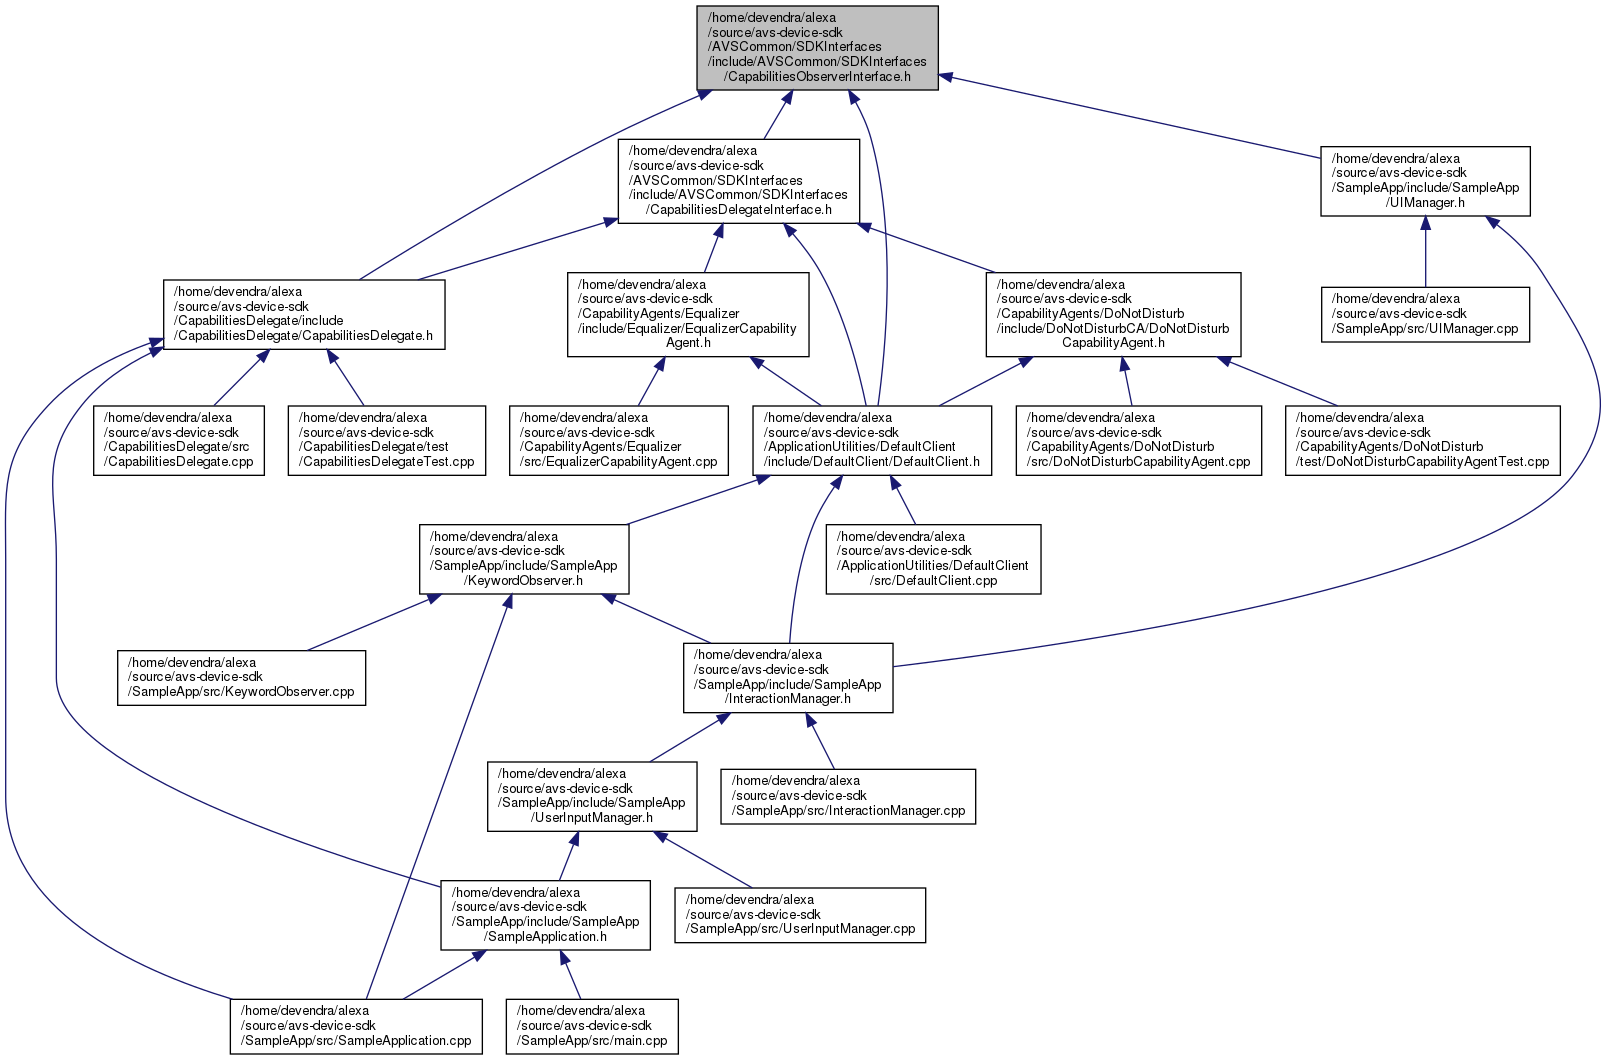 /home/devendra/alexa
/source/avs-device-sdk
/AVSCommon/SDKInterfaces
/include/AVSCommon/SDKInterfaces
/CapabilitiesObserverInterface.h
/home/devendra/alexa
/source/avs-device-sdk
/AVSCommon/SDKInterfaces
/include/AVSCommon/SDKInterfaces
/CapabilitiesDelegateInterface.h
/home/devendra/alexa
/source/avs-device-sdk
/SampleApp/include/SampleApp
/UIManager.h
/home/devendra/alexa
/source/avs-device-sdk
/CapabilitiesDelegate/include
/CapabilitiesDelegate/CapabilitiesDelegate.h
/home/devendra/alexa
/source/avs-device-sdk
/CapabilityAgents/Equalizer
/include/Equalizer/EqualizerCapability
Agent.h
/home/devendra/alexa
/source/avs-device-sdk
/CapabilityAgents/DoNotDisturb
/include/DoNotDisturbCA/DoNotDisturb
CapabilityAgent.h
/home/devendra/alexa
/source/avs-device-sdk
/SampleApp/src/UIManager.cpp
/home/devendra/alexa
/source/avs-device-sdk
/CapabilitiesDelegate/src
/CapabilitiesDelegate.cpp
/home/devendra/alexa
/source/avs-device-sdk
/CapabilitiesDelegate/test
/CapabilitiesDelegateTest.cpp
/home/devendra/alexa
/source/avs-device-sdk
/CapabilityAgents/Equalizer
/src/EqualizerCapabilityAgent.cpp
/home/devendra/alexa
/source/avs-device-sdk
/ApplicationUtilities/DefaultClient
/include/DefaultClient/DefaultClient.h
/home/devendra/alexa
/source/avs-device-sdk
/CapabilityAgents/DoNotDisturb
/src/DoNotDisturbCapabilityAgent.cpp
/home/devendra/alexa
/source/avs-device-sdk
/CapabilityAgents/DoNotDisturb
/test/DoNotDisturbCapabilityAgentTest.cpp
/home/devendra/alexa
/source/avs-device-sdk
/SampleApp/include/SampleApp
/KeywordObserver.h
/home/devendra/alexa
/source/avs-device-sdk
/ApplicationUtilities/DefaultClient
/src/DefaultClient.cpp
/home/devendra/alexa
/source/avs-device-sdk
/SampleApp/src/KeywordObserver.cpp
/home/devendra/alexa
/source/avs-device-sdk
/SampleApp/include/SampleApp
/InteractionManager.h
/home/devendra/alexa
/source/avs-device-sdk
/SampleApp/include/SampleApp
/UserInputManager.h
/home/devendra/alexa
/source/avs-device-sdk
/SampleApp/src/InteractionManager.cpp
/home/devendra/alexa
/source/avs-device-sdk
/SampleApp/include/SampleApp
/SampleApplication.h
/home/devendra/alexa
/source/avs-device-sdk
/SampleApp/src/UserInputManager.cpp
/home/devendra/alexa
/source/avs-device-sdk
/SampleApp/src/SampleApplication.cpp
/home/devendra/alexa
/source/avs-device-sdk
/SampleApp/src/main.cpp